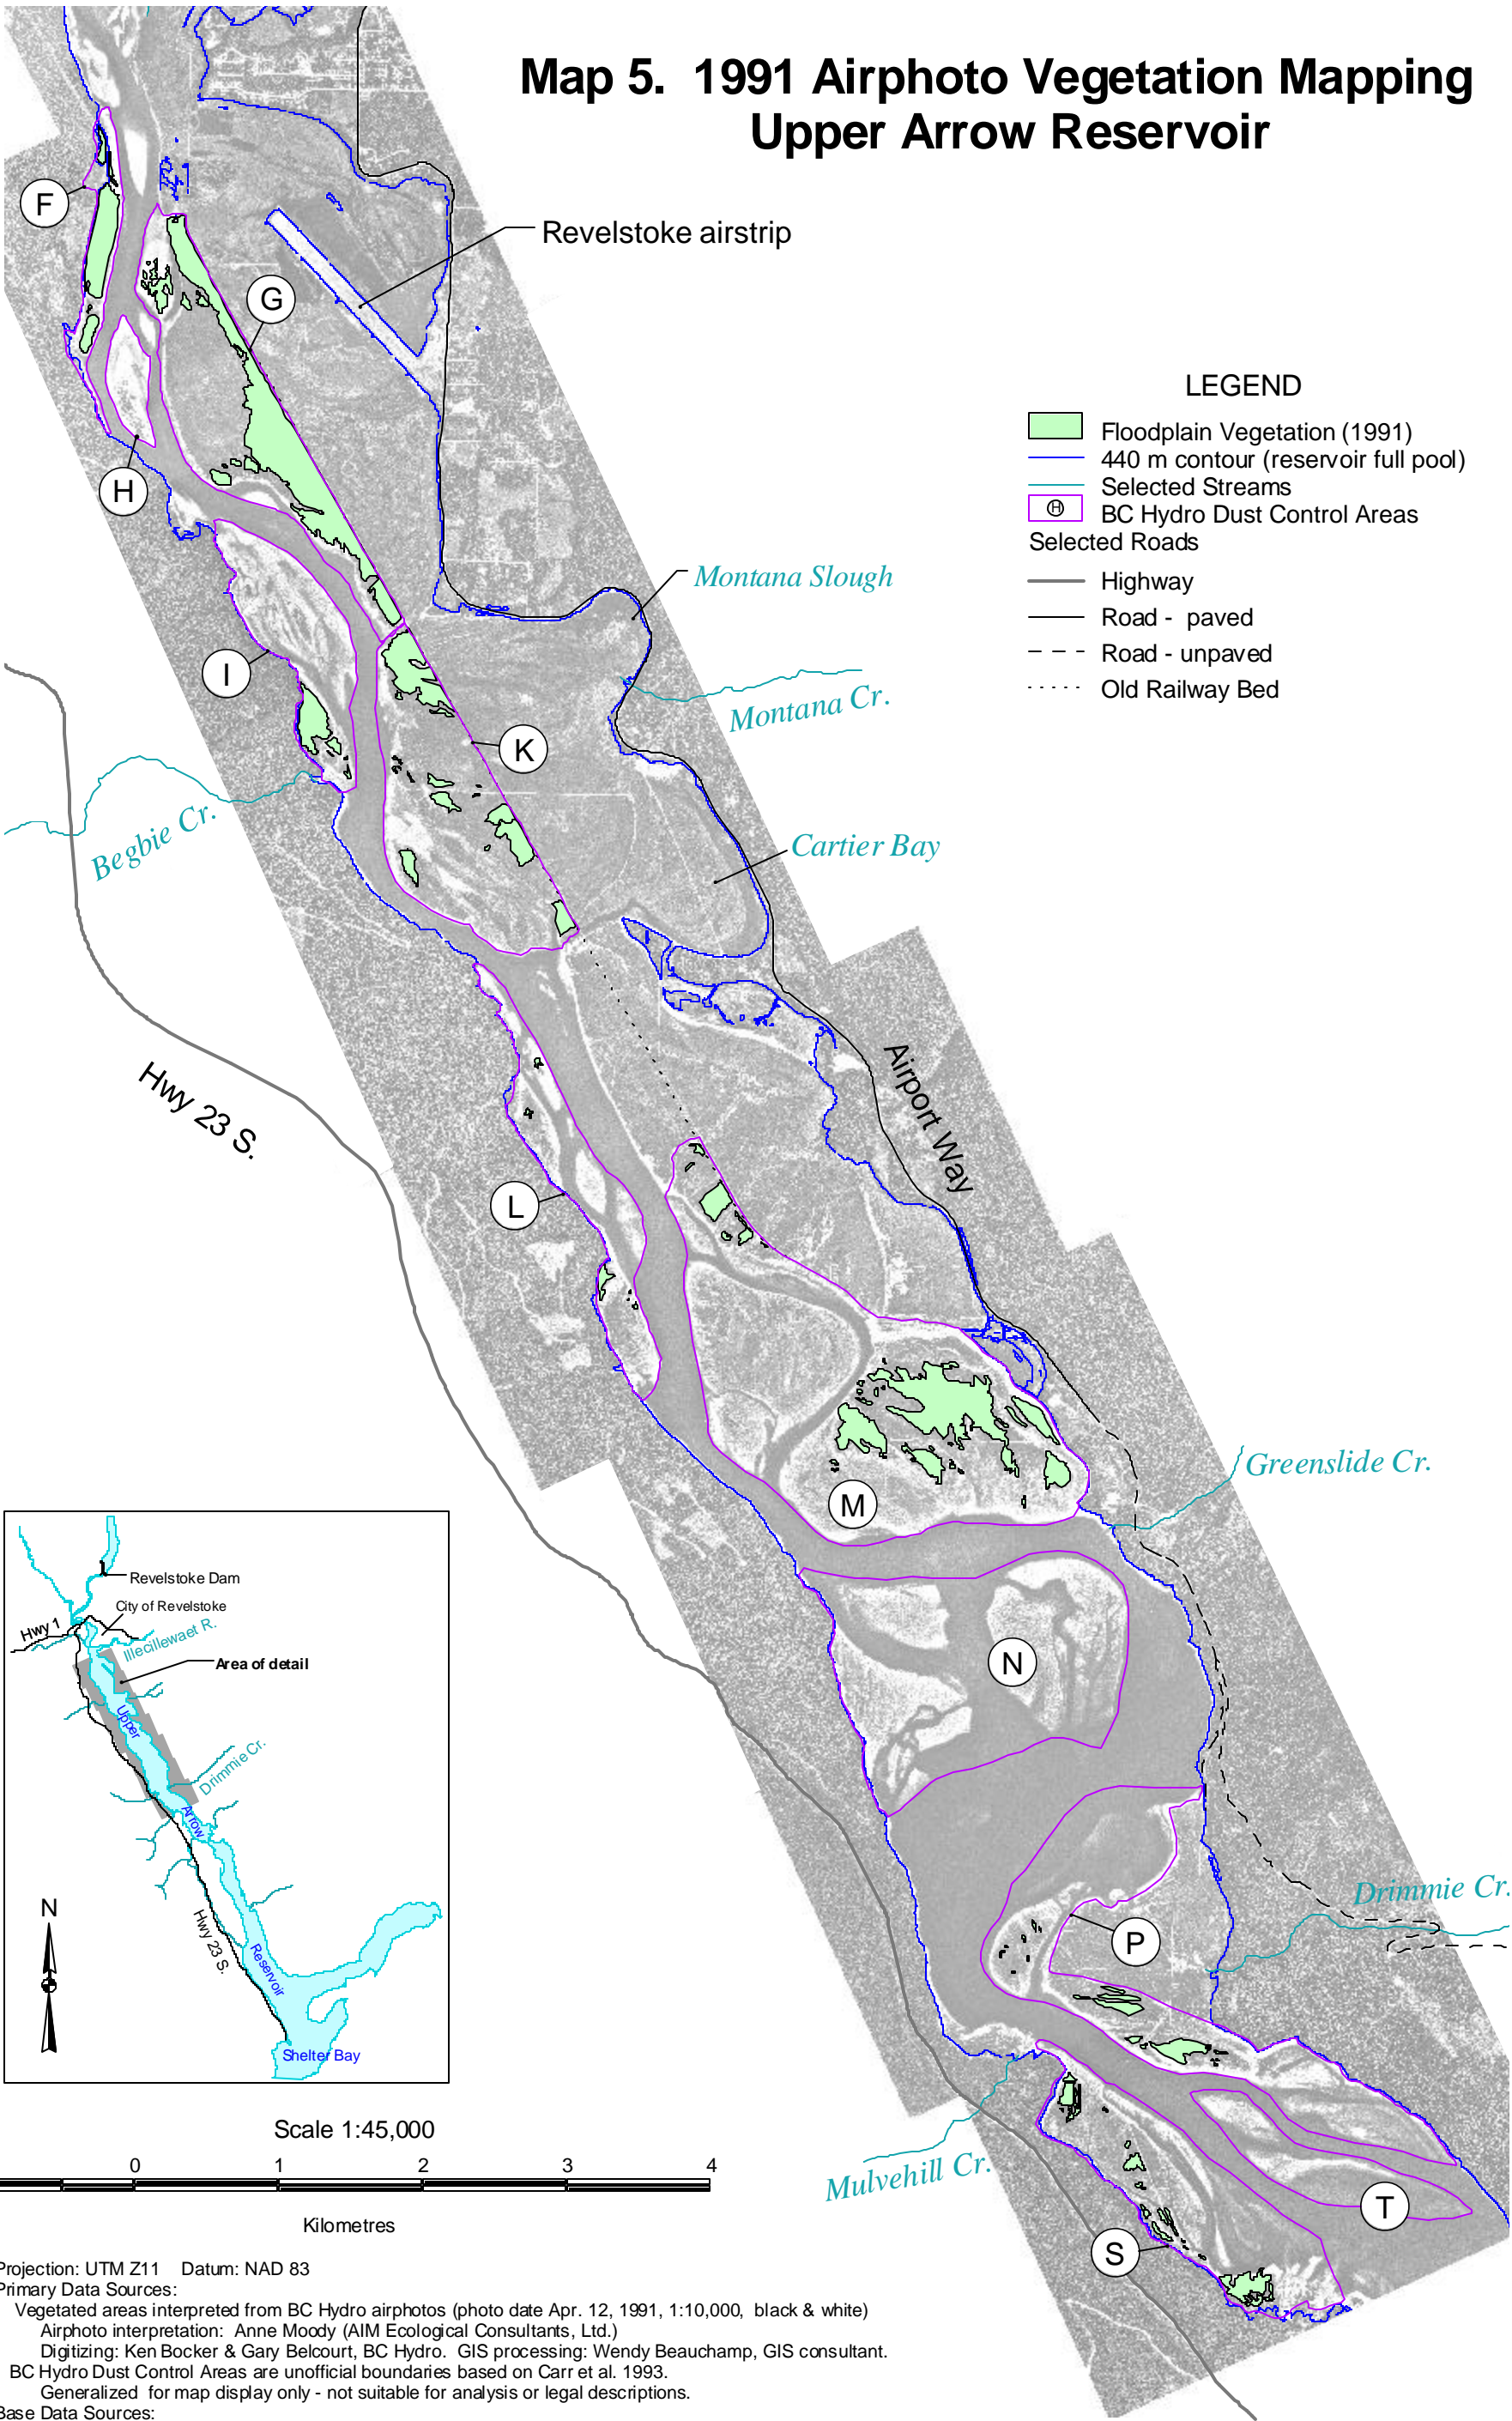 Map 5.  1991 Airphoto Vegetation Mapping
Upper Arrow Reservoir
F
Revelstoke airstrip
G
LEGEND
Floodplain Vegetation (1991)
440 m contour (reservoir full pool)
Selected Streams
H
BC Hydro Dust Control Areas
Selected Roads
Highway
Road -  paved
Road - unpaved
Old Railway Bed
H
Montana Slough
I
Montana Cr.
K
Begbie Cr.
Cartier Bay
Airport Way
Hwy 23 S.
L
Greenslide Cr.
M
N
Revelstoke Dam
City of Revelstoke
Hwy 1
Illecillewaet R.
Area of detail
Upper
Drimmie Cr.
Arrow
N
Hwy 23 S.
Reservoir
Shelter Bay
Drimmie Cr.
P
Mulvehill Cr.
T
S
Scale 1:45,000
0 1 2 3 4
Kilometres
Projection: UTM Z11    Datum: NAD 83
Primary Data Sources:
Vegetated areas interpreted from BC Hydro airphotos (photo date Apr. 12, 1991, 1:10,000,  black & white)
Airphoto interpretation:  Anne Moody (AIM Ecological Consultants, Ltd.)
Digitizing: Ken Bocker & Gary Belcourt, BC Hydro.  GIS processing: Wendy Beauchamp, GIS consultant.
BC Hydro Dust Control Areas are unofficial boundaries based on Carr et al. 1993.
Generalized  for map display only - not suitable for analysis or legal descriptions.
Base Data Sources: